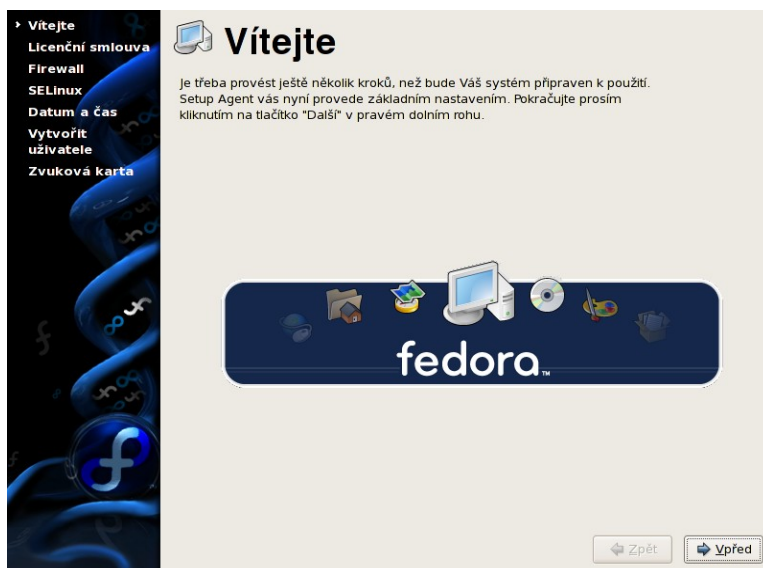 Vítejte
Licenční smlouva
Firewall
SELinux
Datum a čas
Vytvořit
uživatele
Zvuková karta
Vítejte
Je třeba provést ještě několik kroků, než bude Váš systém připraven k použití.
Setup Agent vás nyní provede základním nastavením. Pokračujte prosím
kliknutím na tlačítko "Další" v pravém dolním rohu.
fedora™
Zpět
Vpřed